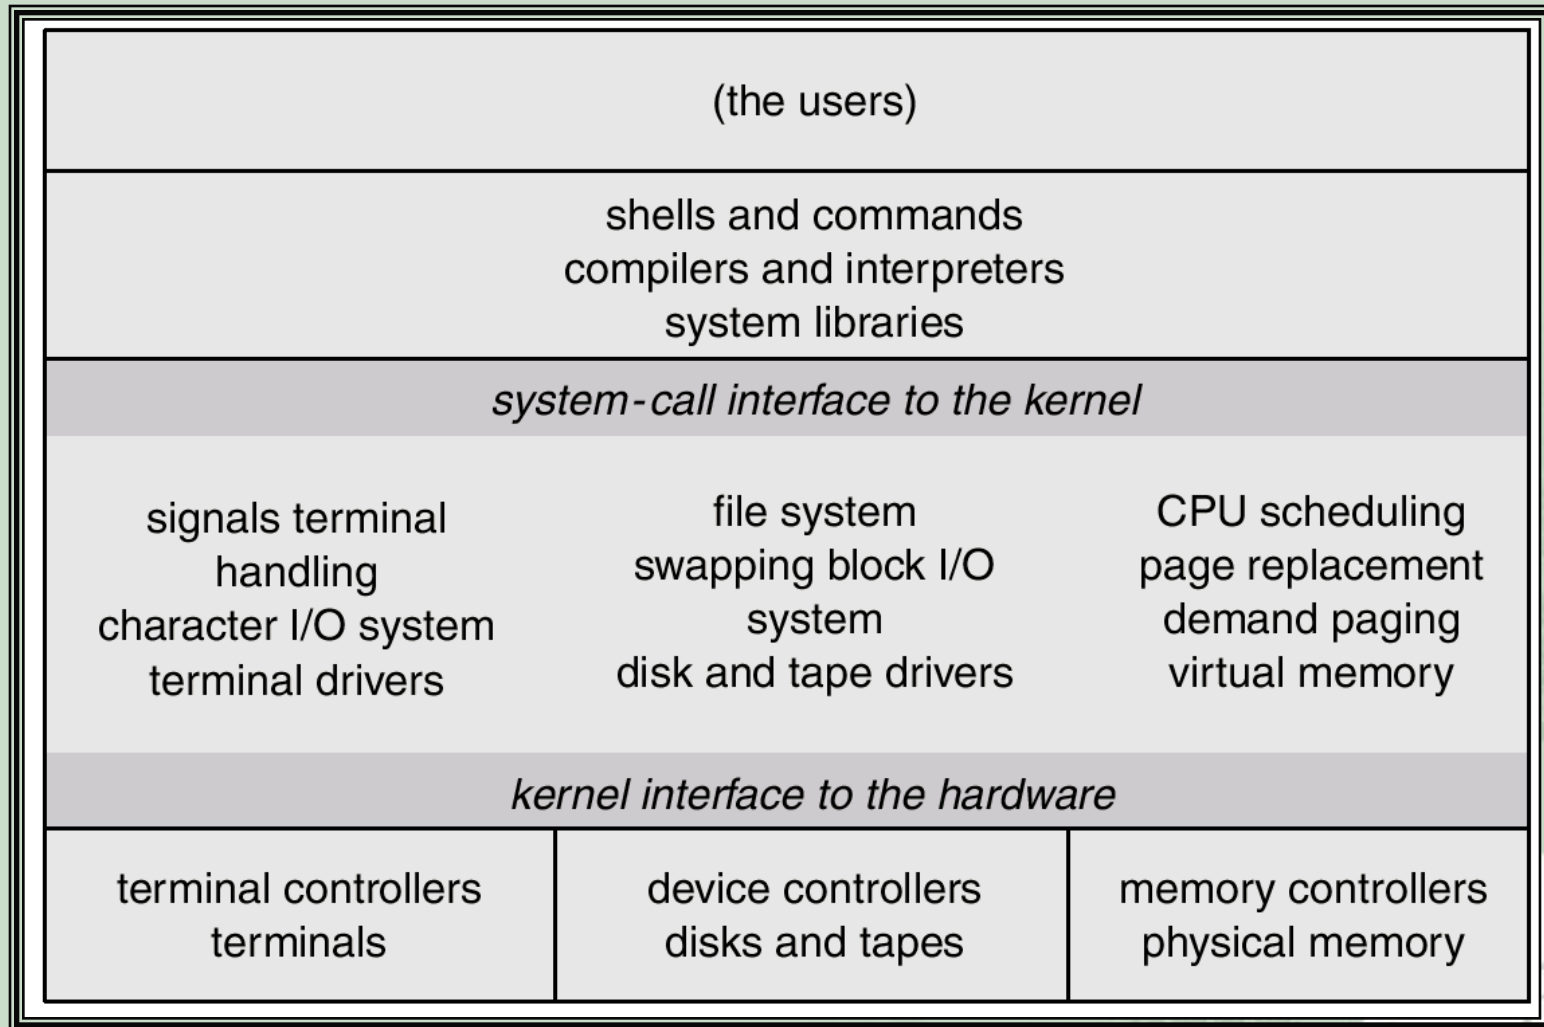 (the users)
shells and commands
compilers and interpreters
system libraries
system-call interface to the kernel
signals terminal
handling
character I/O system
terminal drivers
file system
swapping block I/O
system
disk and tape drivers
CPU scheduling
page replacement
demand paging
virtual memory
kernel interface to the hardware
terminal controllers
terminals
device controllers
disks and tapes
memory controllers
physical memory